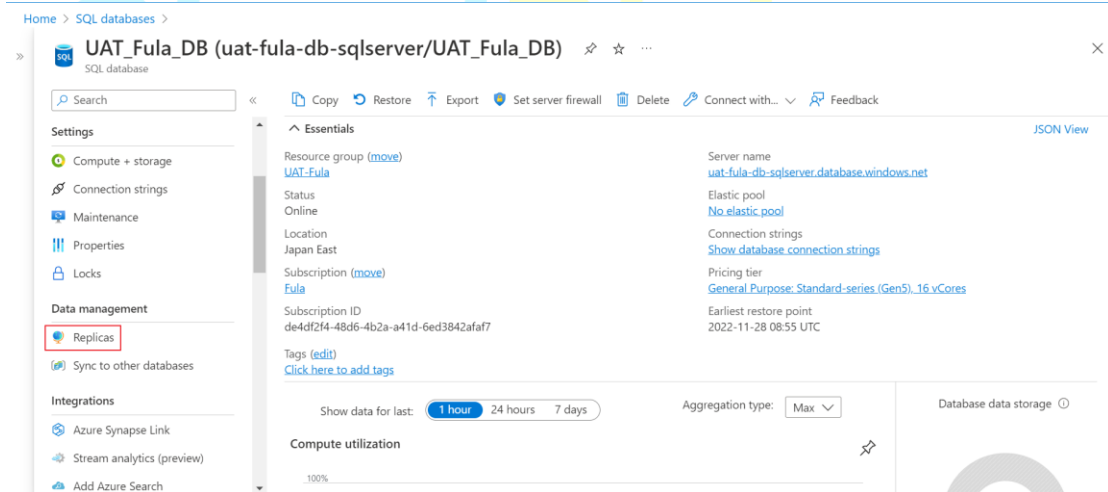 Home > SQL databases >
UAT_Fula_DB (uat-fula-db-sqlserver/UAT_Fula_DB)
SQL database
Search
Copy Restore Export Set server firewall Delete Connect with... Feedback
Settings
Compute + storage
Connection strings
Maintenance
Properties
Locks
Data management
Replicas
Sync to other databases
Integrations
Azure Synapse Link
Stream analytics (preview)
Add Azure Search
Essentials
JSON View
Resource group (move)
UAT-Fula
Status
Online
Location
Japan East
Subscription (move)
Fula
Subscription ID
de4df2f4-48d6-4b2a-a41d-6ed3842afaf7
Tags (edit)
Click here to add tags
Server name
uat-fula-db-sqlserver.database.windows.net
Elastic pool
No elastic pool
Connection strings
Show database connection strings
Pricing tier
General Purpose: Standard-series (Gen5), 16 vCores
Earliest restore point
2022-11-28 08:55 UTC
Show data for last: 1 hour 24 hours 7 days
Aggregation type: Max
Compute utilization
100%
Database data storage